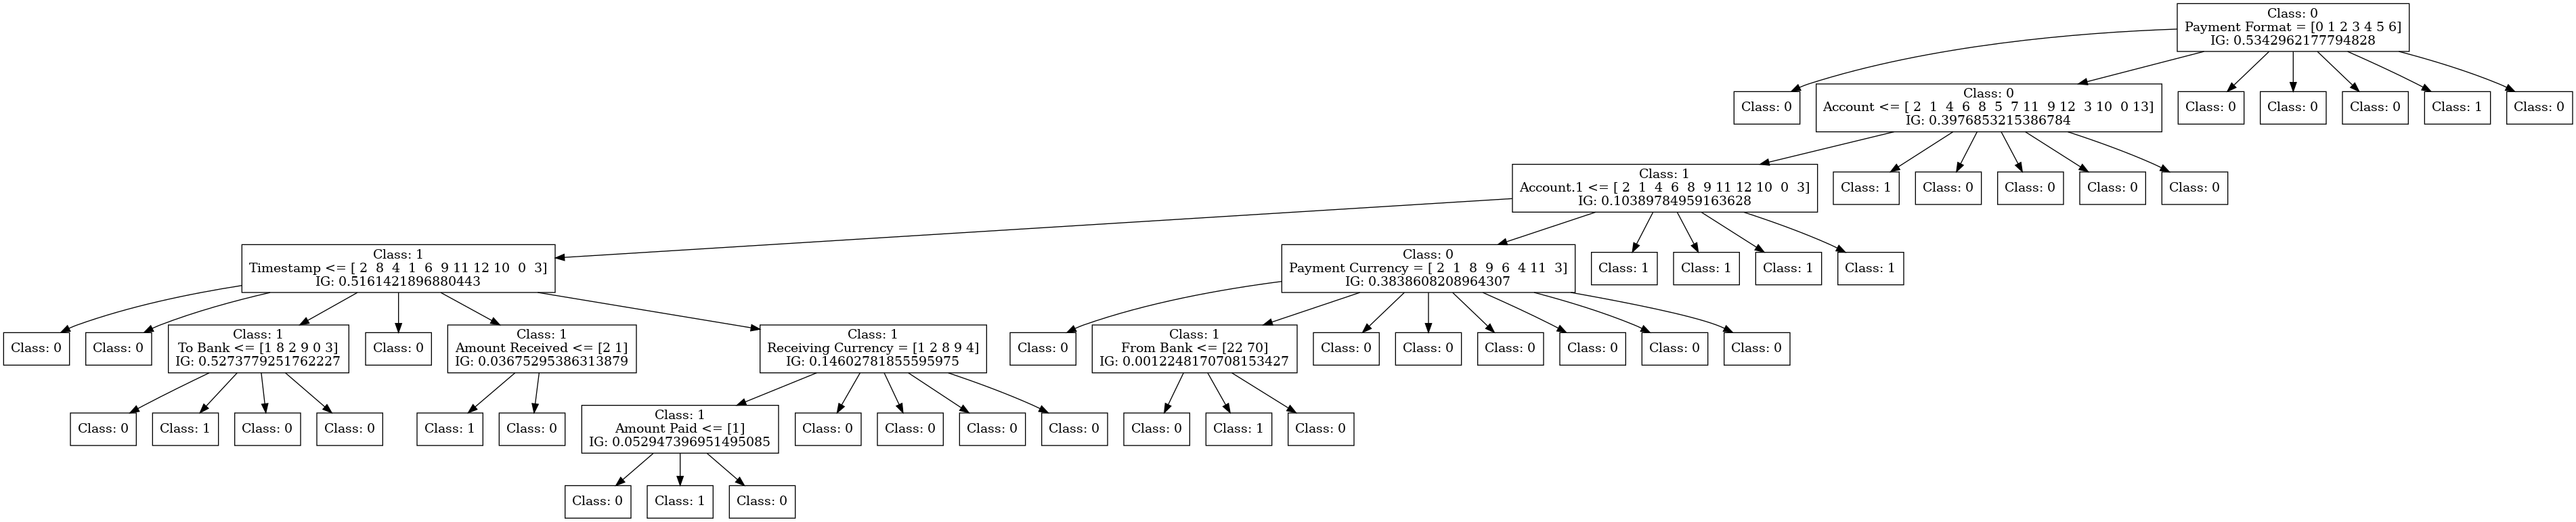 Class: 0
Payment Format = [0 1 2 3 4 5 6]
IG: 0.5342962177794828
Class: 0
Class: 0
Account <= [ 2  1  4  6  8  5  7 11  9 12  3 10  0 13]
IG: 0.3976853215386784
Class: 0
Class: 0
Class: 0
Class: 1
Class: 0
Class: 1
Account.1 <= [ 2  1  4  6  8  9 11 12 10  0  3]
IG: 0.10389784959163628
Class: 1
Class: 0
Class: 0
Class: 0
Class: 0
Class: 1
Timestamp <= [ 2  8  4  1  6  9 11 12 10  0  3]
IG: 0.5161421896880443
Class: 0
Payment Currency = [ 2  1  8  9  6  4 11  3]
IG: 0.3838608208964307
Class: 1
Class: 1
Class: 1
Class: 1
Class: 0
Class: 0
Class: 1
To Bank <= [1 8 2 9 0 3]
IG: 0.5273779251762227
Class: 0
Class: 1
Amount Received <= [2 1]
IG: 0.03675295386313879
Class: 1
Receiving Currency = [1 2 8 9 4]
IG: 0.14602781855595975
Class: 0
Class: 1
From Bank <= [22 70]
IG: 0.0012248170708153427
Class: 0
Class: 0
Class: 0
Class: 0
Class: 0
Class: 0
Class: 0
Class: 1
Class: 0
Class: 0
Class: 1
Class: 0
Class: 1
Amount Paid <= [1]
IG: 0.052947396951495085
Class: 0
Class: 0
Class: 0
Class: 0
Class: 0
Class: 1
Class: 0
Class: 0
Class: 1
Class: 0